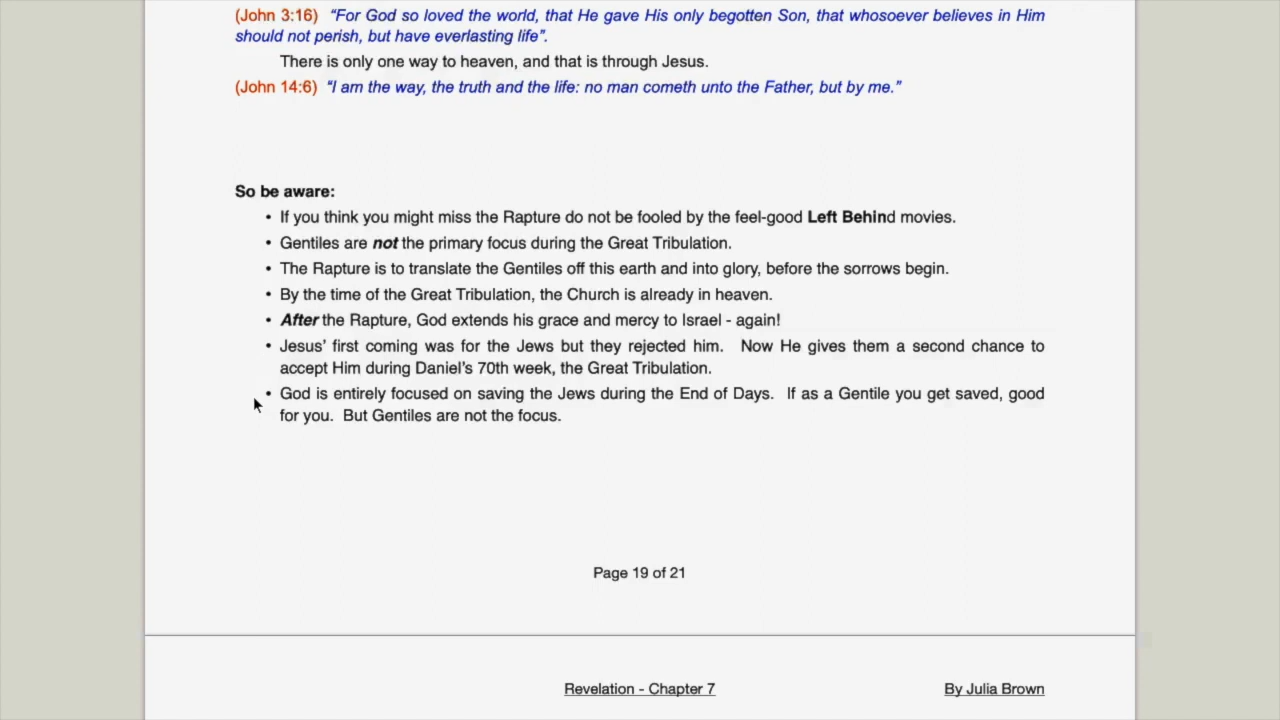 (John 3:16) “For God so loved the world, that He gave His only begotten Son, that whosoever believes in Him
should not perish, but have everlasting life”.
There is only one way to heaven, and that is through Jesus.
(John 14:6) “I am the way, the truth and the life: no man cometh unto the Father, but by me.”
So be aware:
• If you think you might miss the Rapture do not be fooled by the feel-good Left Behind movies.
• Gentiles are not the primary focus during the Great Tribulation.
• The Rapture is to translate the Gentiles off this earth and into glory, before the sorrows begin.
• By the time of the Great Tribulation, the Church is already in heaven.
• After the Rapture, God extends his grace and mercy to Israel - again!
• Jesus’ first coming was for the Jews but they rejected him. Now He gives them a second chance to
accept Him during Daniel’s 70th week, the Great Tribulation.
• God is entirely focused on saving the Jews during the End of Days. If as a Gentile you get saved, good
for you. But Gentiles are not the focus.
Page 19 of 21
Revelation - Chapter 7 By Julia Brown